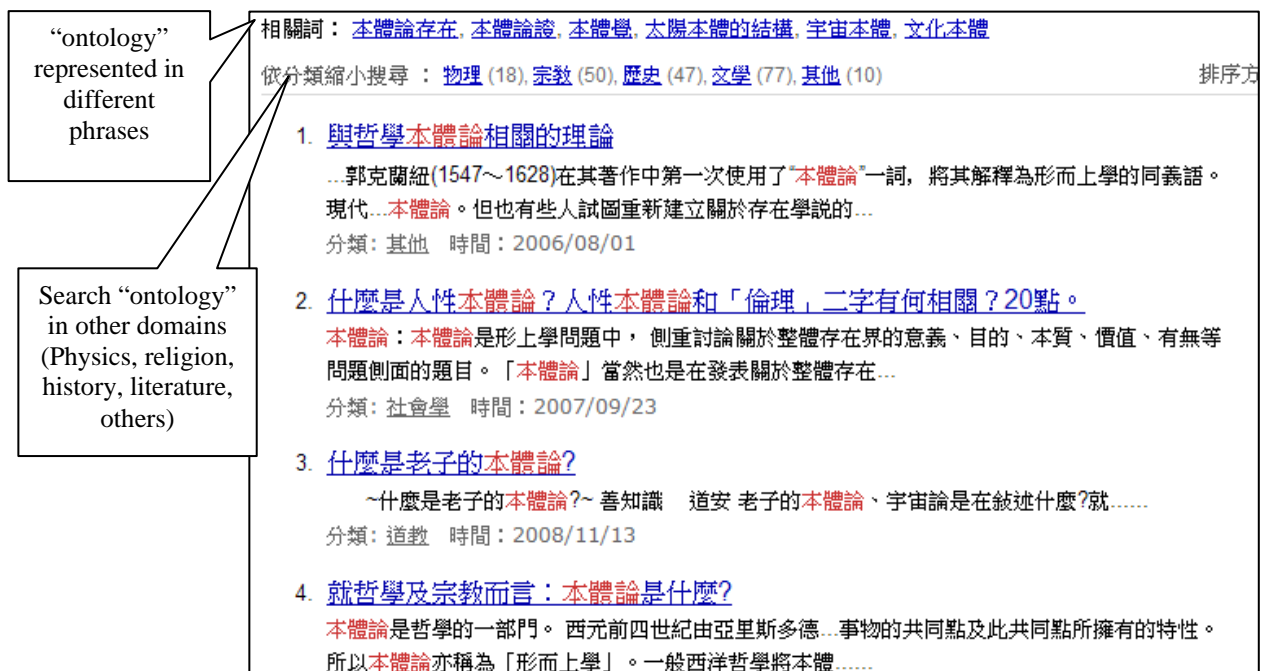 “ontology”
represented in
different
phrases
相關詞： 本體論存在, 本體論證, 本體覺, 太陽本體的結構, 宇宙本體, 文化本體
依分類縮小搜尋 ： 物理 (18), 宗教 (50), 歷史 (47), 文學 (77), 其他 (10)
排序方
1. 與哲學本體論相關的理論
...郭克蘭紐(1547～1628)在其著作中第一次使用了“本體論”一詞，將其解釋為形而上學的同義語。
現代...本體論。但也有些人試圖重新建立關於存在學説的...
分類: 其他 時間：2006/08/01
Search “ontology”
in other domains
(Physics, religion,
history, literature,
others)
2. 什麼是人性本體論？人性本體論和「倫理」二字有何相關？20點。
本體論：本體論是形上學問題中， 側重討論關於整體存在界的意義、目的、本質、價值、有無等
問題側面的題目。「本體論」當然也是在發表關於整體存在...
分類: 社會學 時間：2007/09/23
3. 什麼是老子的本體論?
~什麼是老子的本體論?~ 善知識 道安 老子的本體論、宇宙論是在敍述什麼?就......
分類: 道教 時間：2008/11/13
4. 就哲學及宗教而言：本體論是什麼?
本體論是哲學的一部門。 西元前四世紀由亞里斯多德...事物的共同點及此共同點所擁有的特性。
所以本體論亦稱為「形而上學」。一般西洋哲學將本體......